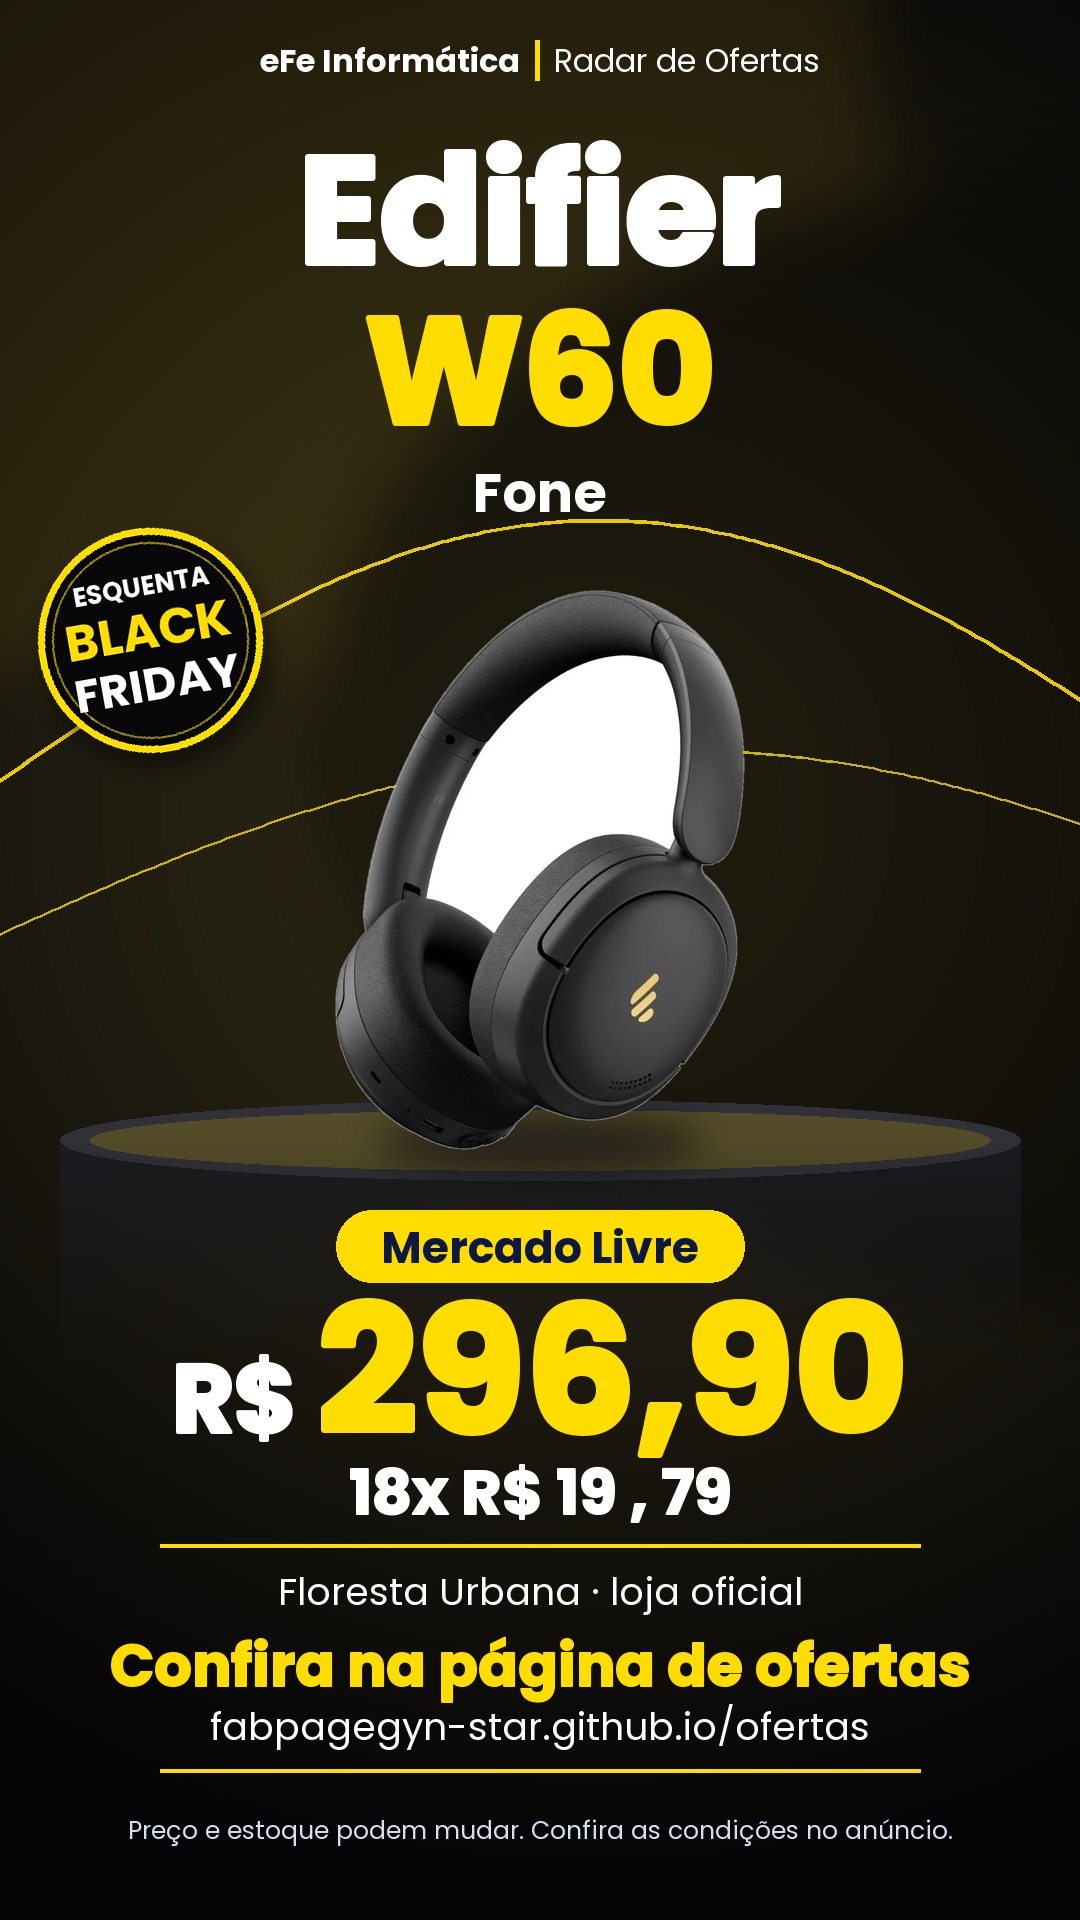 eFe Informática | Radar de Ofertas
Edifier
W60
Fone
ESQUENTA
BLACK
FRIDAY
Mercado Livre
R$ 296,90
18x R$ 19 , 79
Floresta Urbana · loja oficial
Confira na página de ofertas
fabpagegyn-star.github.io/ofertas
Preço e estoque podem mudar. Confira as condições no anúncio.